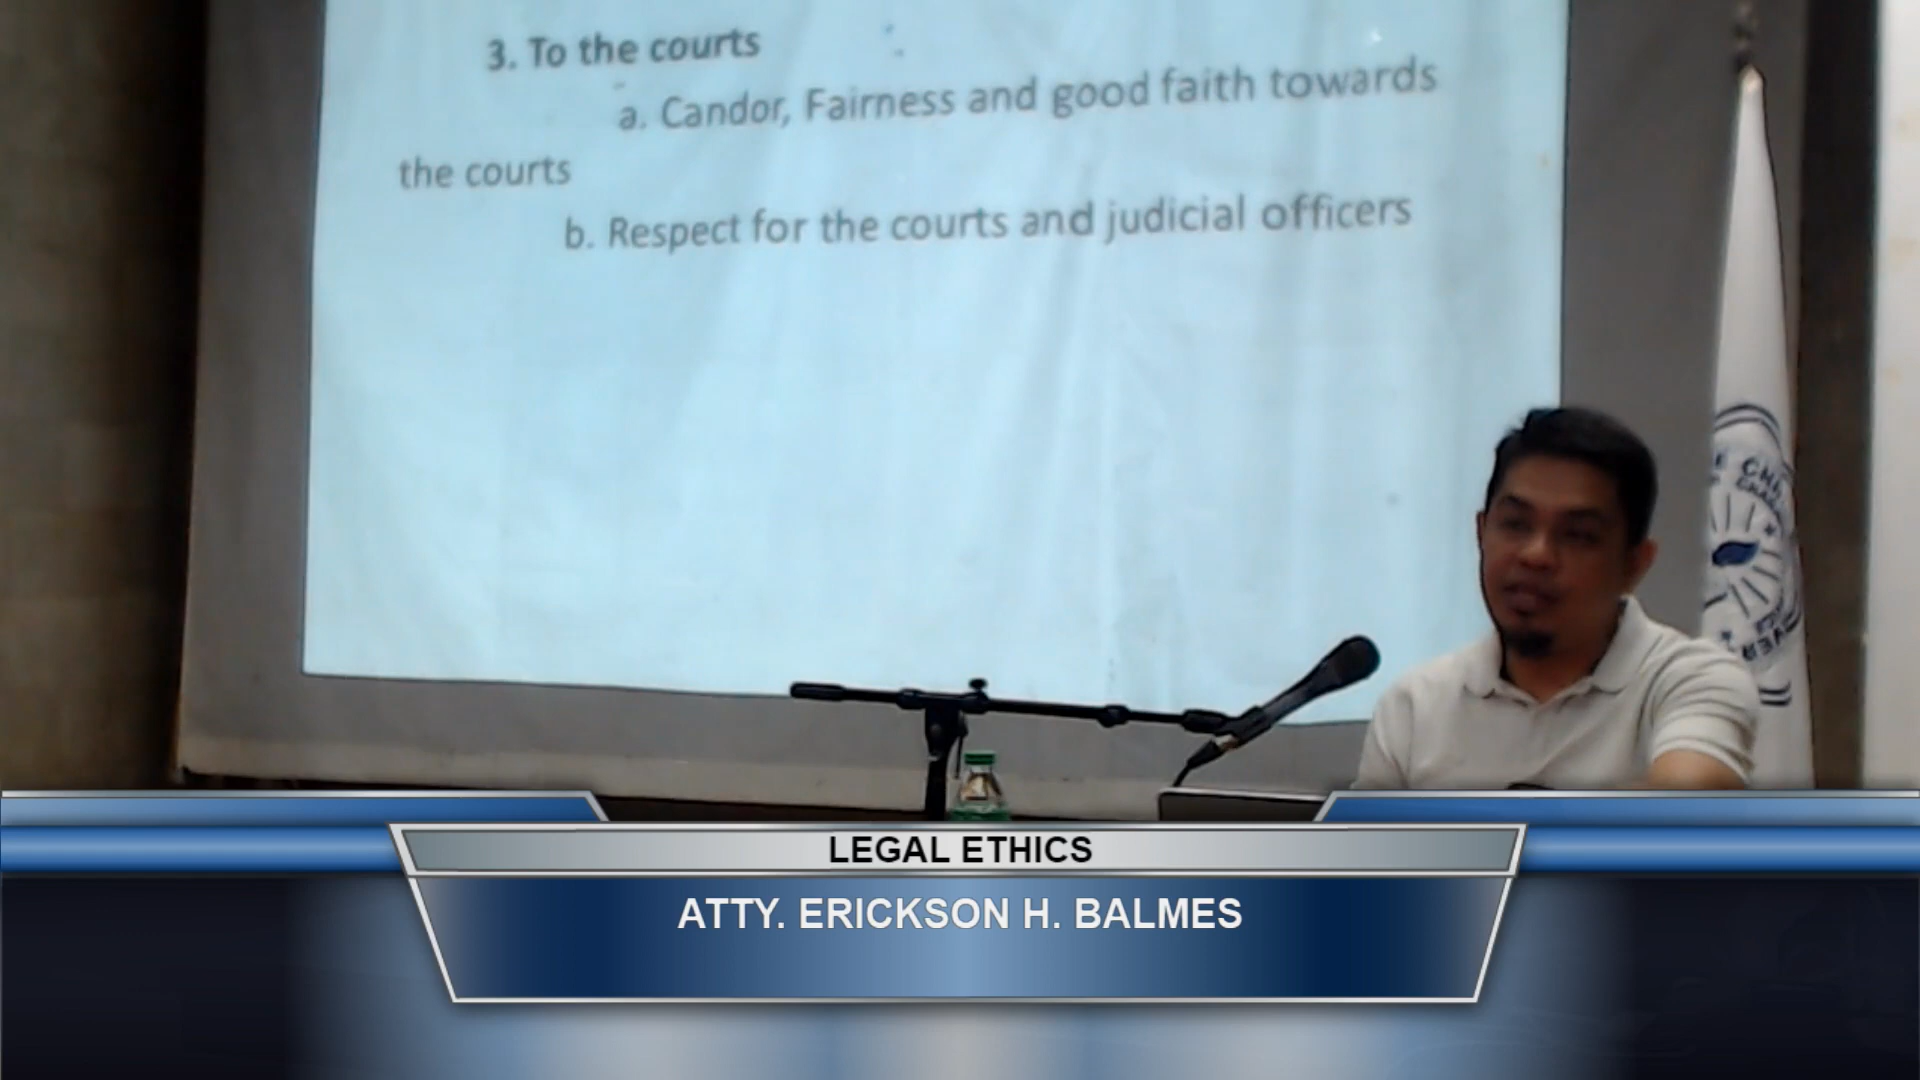 3. To the courts
a. Candor, Fairness and good faith towards
the courts
b. Respect for the courts and judicial officers
LEGAL ETHICS
ATTY. ERICKSON H. BALMES